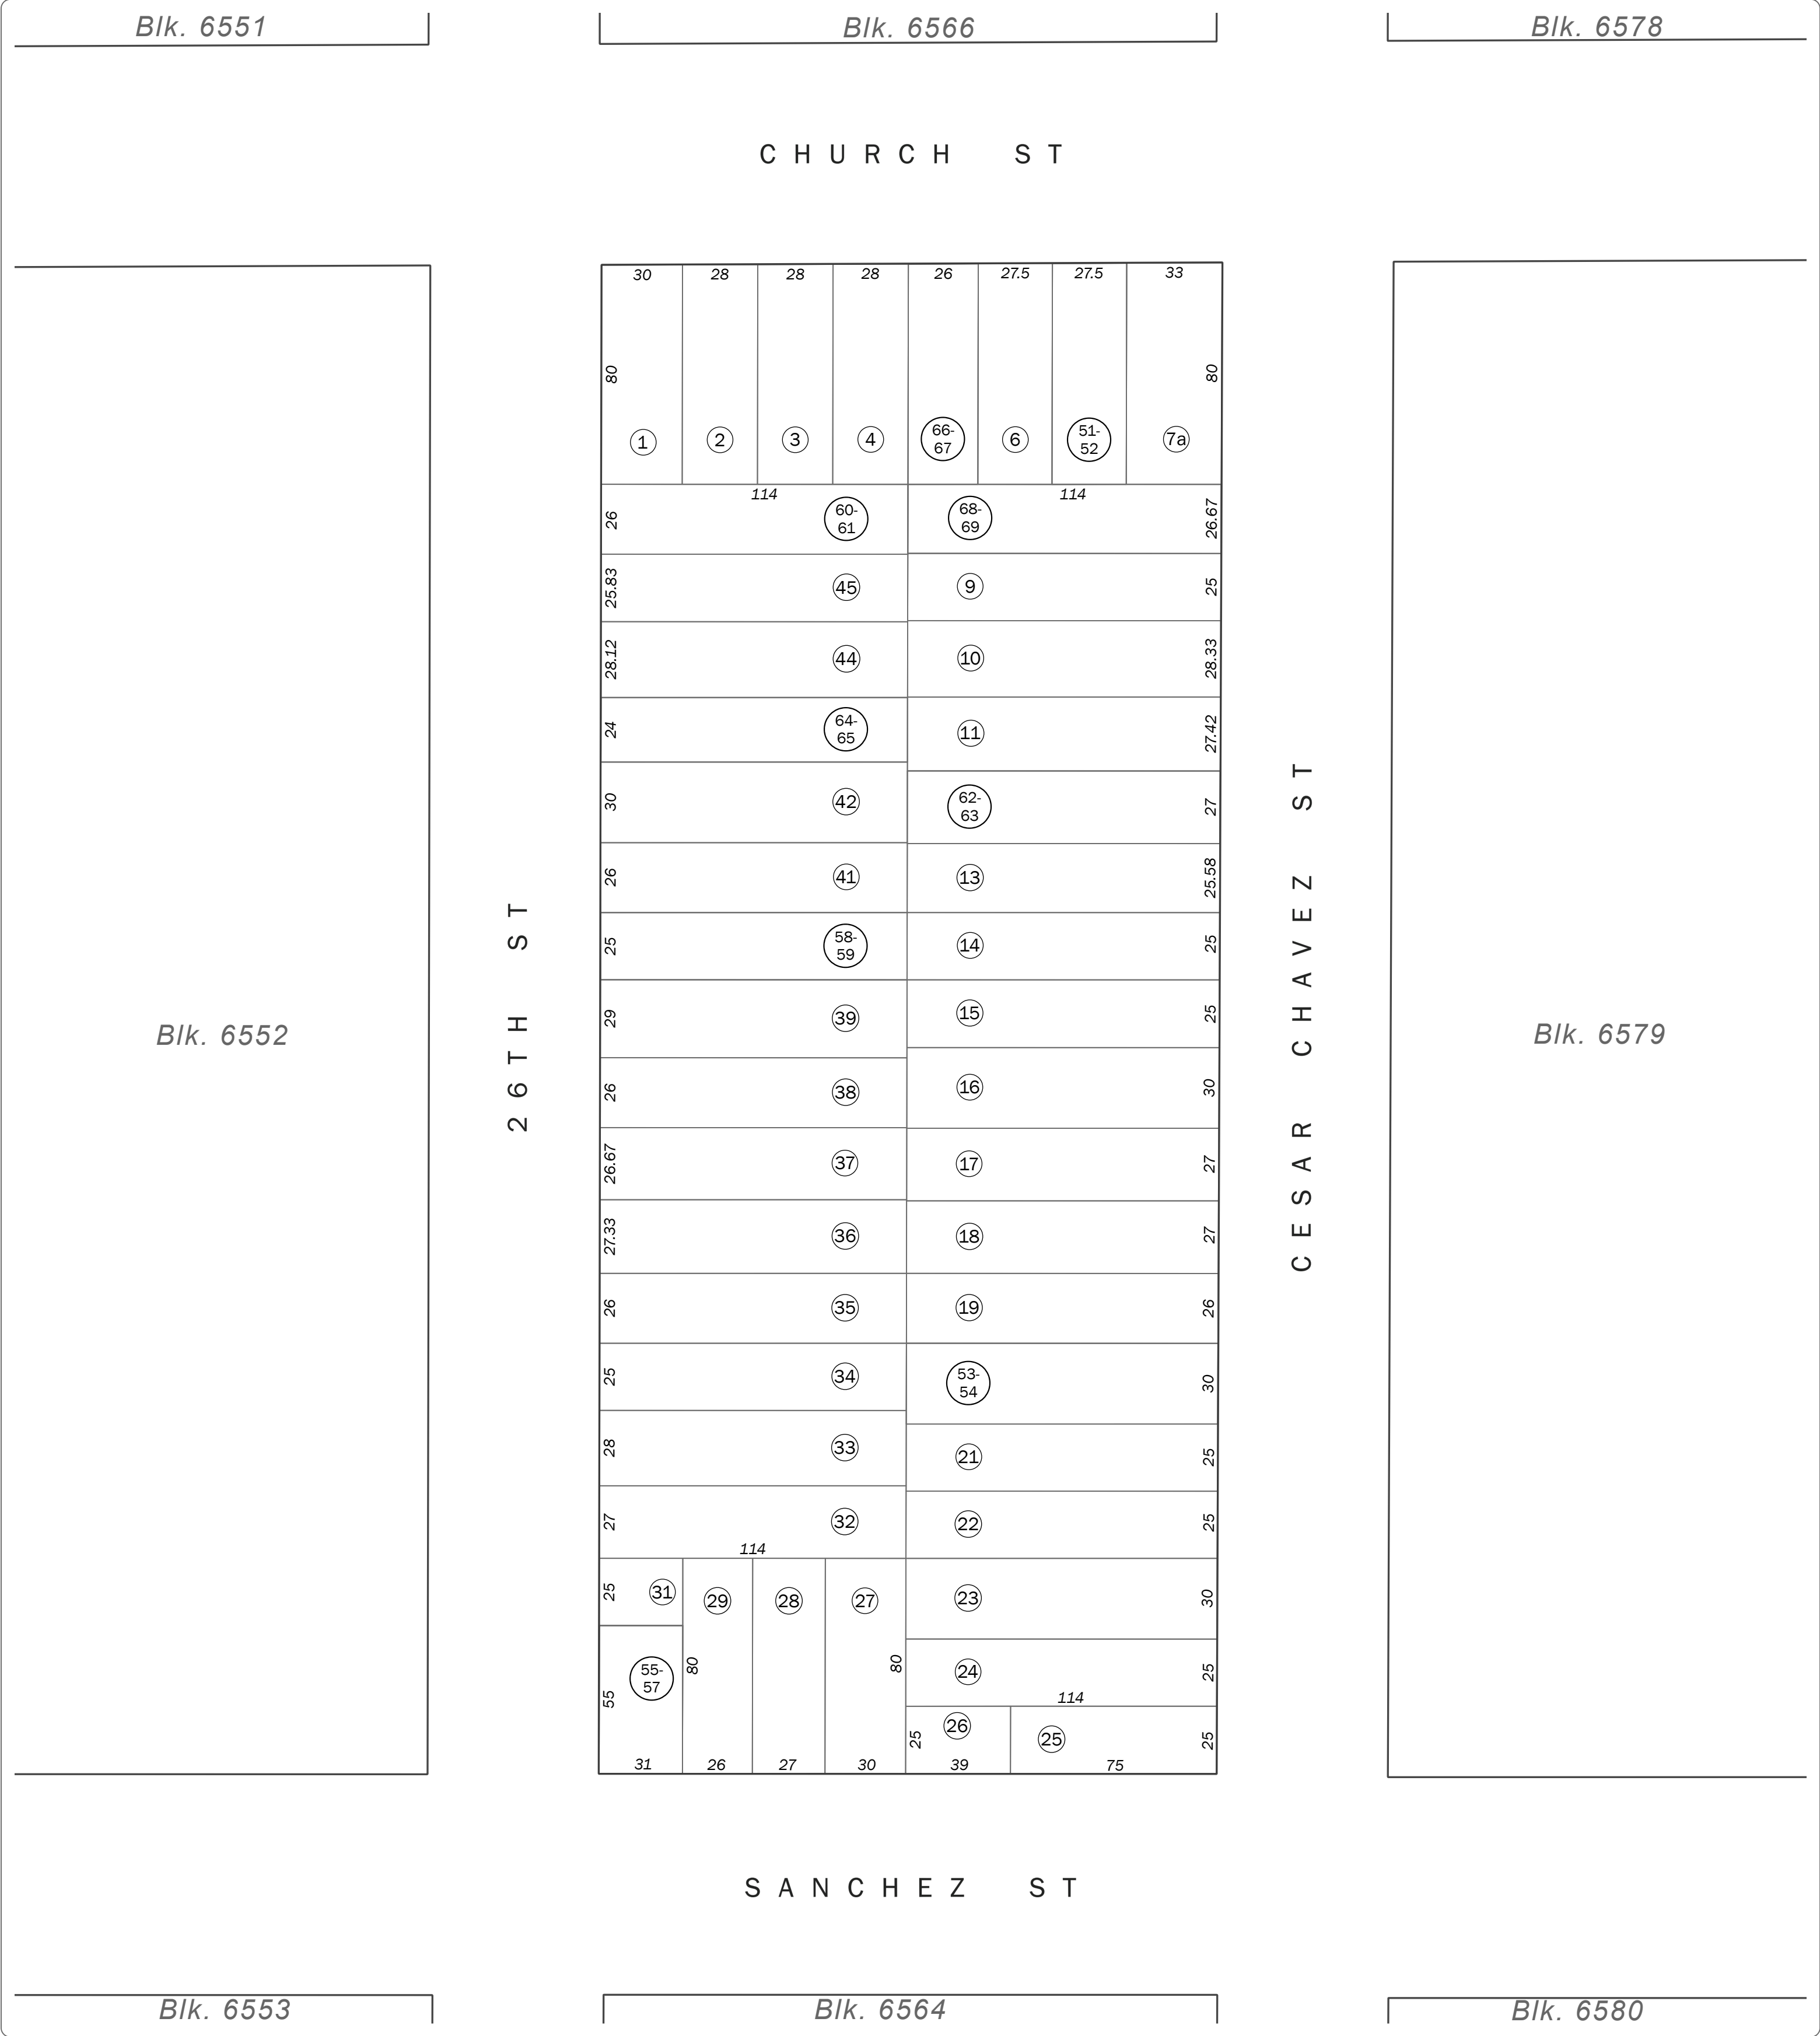 Blk. 6551
Blk. 6566
Blk. 6578
CHURCH ST
30 28 28 28 26 27.5 27.5 33
80 80
1 2 3 4 66-67 6 51-52 7a
114 114
26 60-61 68-69 26.67
25.83 45 9 25
28.12 44 10 28.33
24 64-65 11 27.42
30 42 62-63 27
26 41 13 25.58
25 58-59 14 25
29 39 15 25
26 38 16 30
26.67 37 17 27
27.33 36 18 27
26 35 19 26
25 34 53-54 30
28 33 21 25
27 32 22 25
114
25 31 29 28 27 23 30
55 55-57 80 80 24 25
114
25 26 25 25
31 26 27 30 39 75
26TH ST
CESAR CHAVEZ ST
Blk. 6552
Blk. 6579
SANCHEZ ST
Blk. 6553
Blk. 6564
Blk. 6580